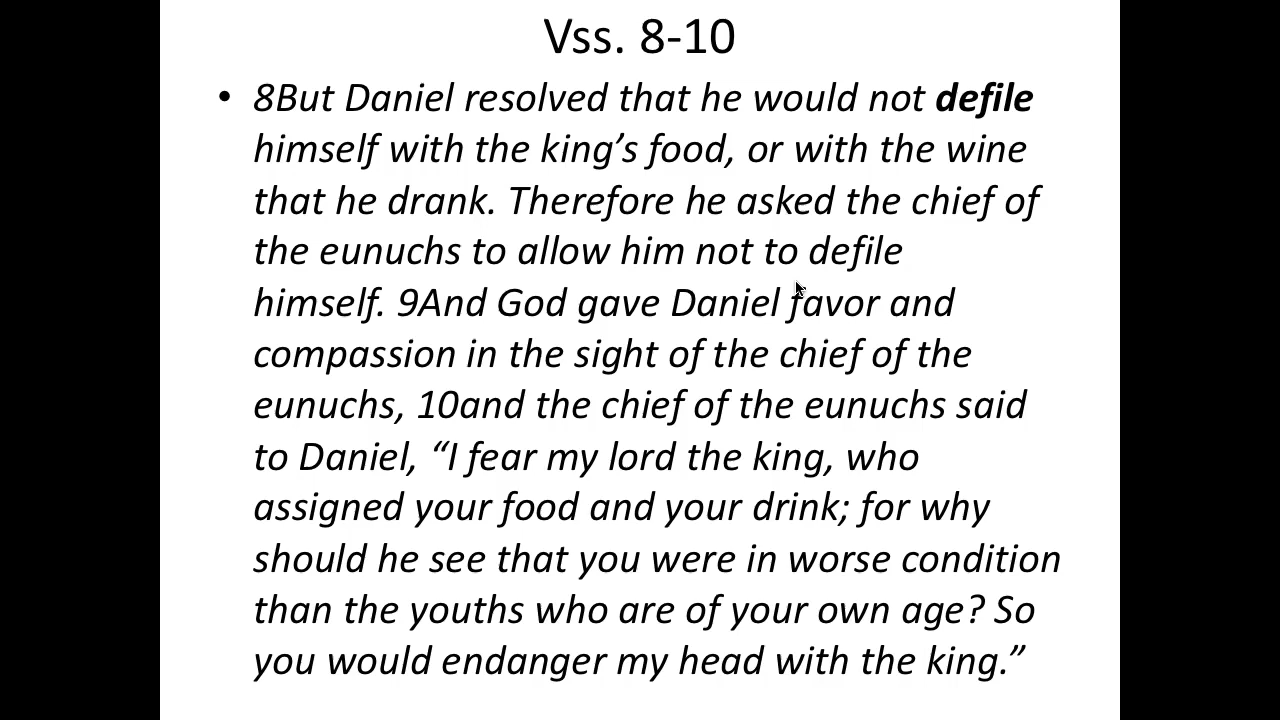 Vss. 8-10
• 8But Daniel resolved that he would not defile
himself with the king’s food, or with the wine
that he drank. Therefore he asked the chief of
the eunuchs to allow him not to defile
himself. 9And God gave Daniel favor and
compassion in the sight of the chief of the
eunuchs, 10and the chief of the eunuchs said
to Daniel, “I fear my lord the king, who
assigned your food and your drink; for why
should he see that you were in worse condition
than the youths who are of your own age? So
you would endanger my head with the king.”